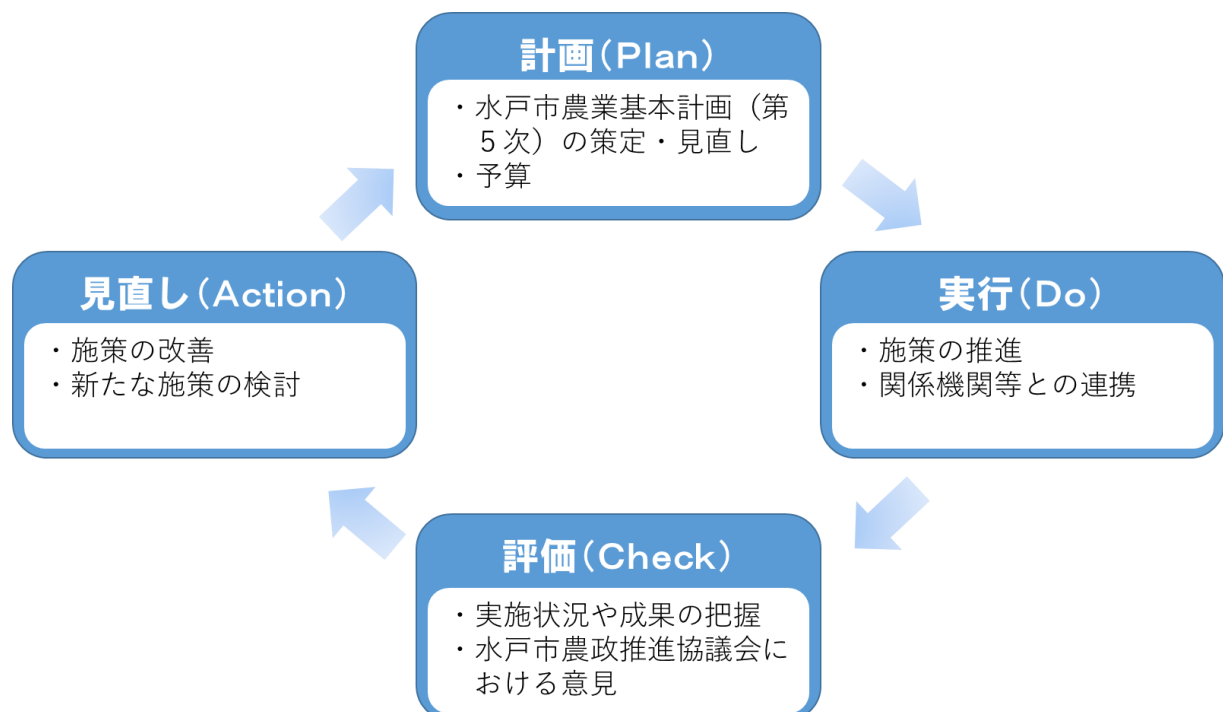 計画(Plan)
・水戸市農業基本計画（第
５次）の策定・見直し
・予算
見直し(Action)
・施策の改善
・新たな施策の検討
実行(Do)
・施策の推進
・関係機関等との連携
評価(Check)
・実施状況や成果の把握
・水戸市農政推進協議会に
おける意見